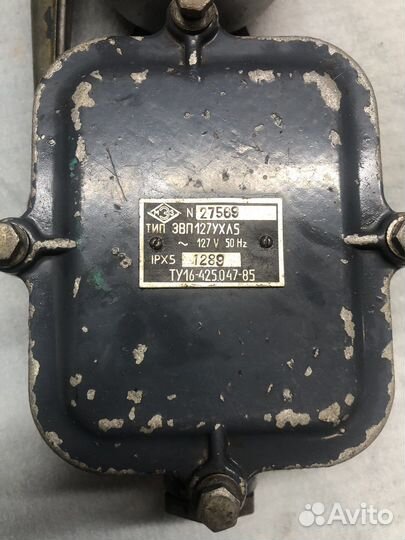 N 27569
ТИП ЗВП127УХЛ5
~ 127 V 50 Hz
IPX5 1289
ТУ16-425.047-85
Avito